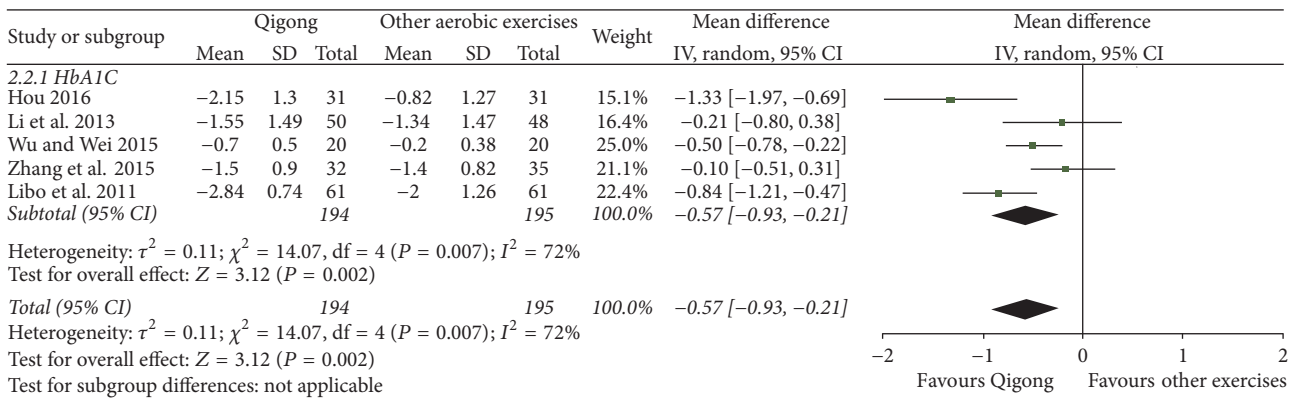 Qigong Other aerobic exercises Mean difference Mean difference
Study or subgroup Weight
Mean SD Total Mean SD Total IV, random, 95% CI IV, random, 95% CI
2.2.1 HbA1C
Hou 2016 −2.15 1.3 31 −0.82 1.27 31 15.1% −1.33 [−1.97, −0.69]
Li et al. 2013 −1.55 1.49 50 −1.34 1.47 48 16.4% −0.21 [−0.80, 0.38]
Wu and Wei 2015 −0.7 0.5 20 −0.2 0.38 20 25.0% −0.50 [−0.78, −0.22]
Zhang et al. 2015 −1.5 0.9 32 −1.4 0.82 35 21.1% −0.10 [−0.51, 0.31]
Libo et al. 2011 −2.84 0.74 61 −2 1.26 61 22.4% −0.84 [−1.21, −0.47]
Subtotal (95% CI) 194 195 100.0% −0.57 [−0.93, −0.21]
Heterogeneity: τ² = 0.11; χ² = 14.07, df = 4 (P = 0.007); I² = 72%
Test for overall effect: Z = 3.12 (P = 0.002)
Total (95% CI) 194 195 100.0% −0.57 [−0.93, −0.21]
Heterogeneity: τ² = 0.11; χ² = 14.07, df = 4 (P = 0.007); I² = 72%
Test for overall effect: Z = 3.12 (P = 0.002)
Test for subgroup differences: not applicable
−2 −1 0 1 2
Favours Qigong Favours other exercises